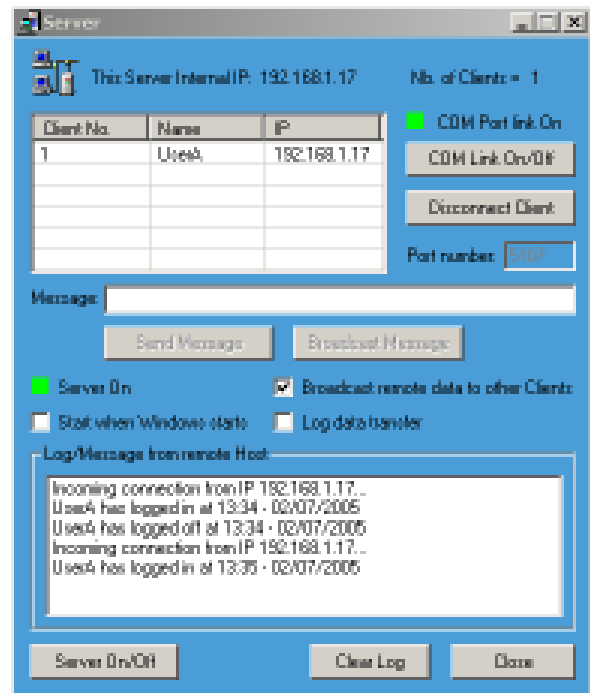 Server
This Server Internal IP: 192.168.1.17
No. of Clients = 1
Client No. Name IP
1 UserA 192.168.1.17
COM Port link On
COM Link On/Off
Disconnect Client
Port number: 5107
Message:
Send Message Broadcast Message
Server On
Broadcast remote data to other Clients
Start when Windows starts
Log data transfer
Log/Message from remote Host
Incoming connection from IP 192.168.1.17...
UserA has logged in at 13:34 - 02/07/2005
UserA has logged off at 13:34 - 02/07/2005
Incoming connection from IP 192.168.1.17...
UserA has logged in at 13:35 - 02/07/2005
Server On/Off Clear Log Close